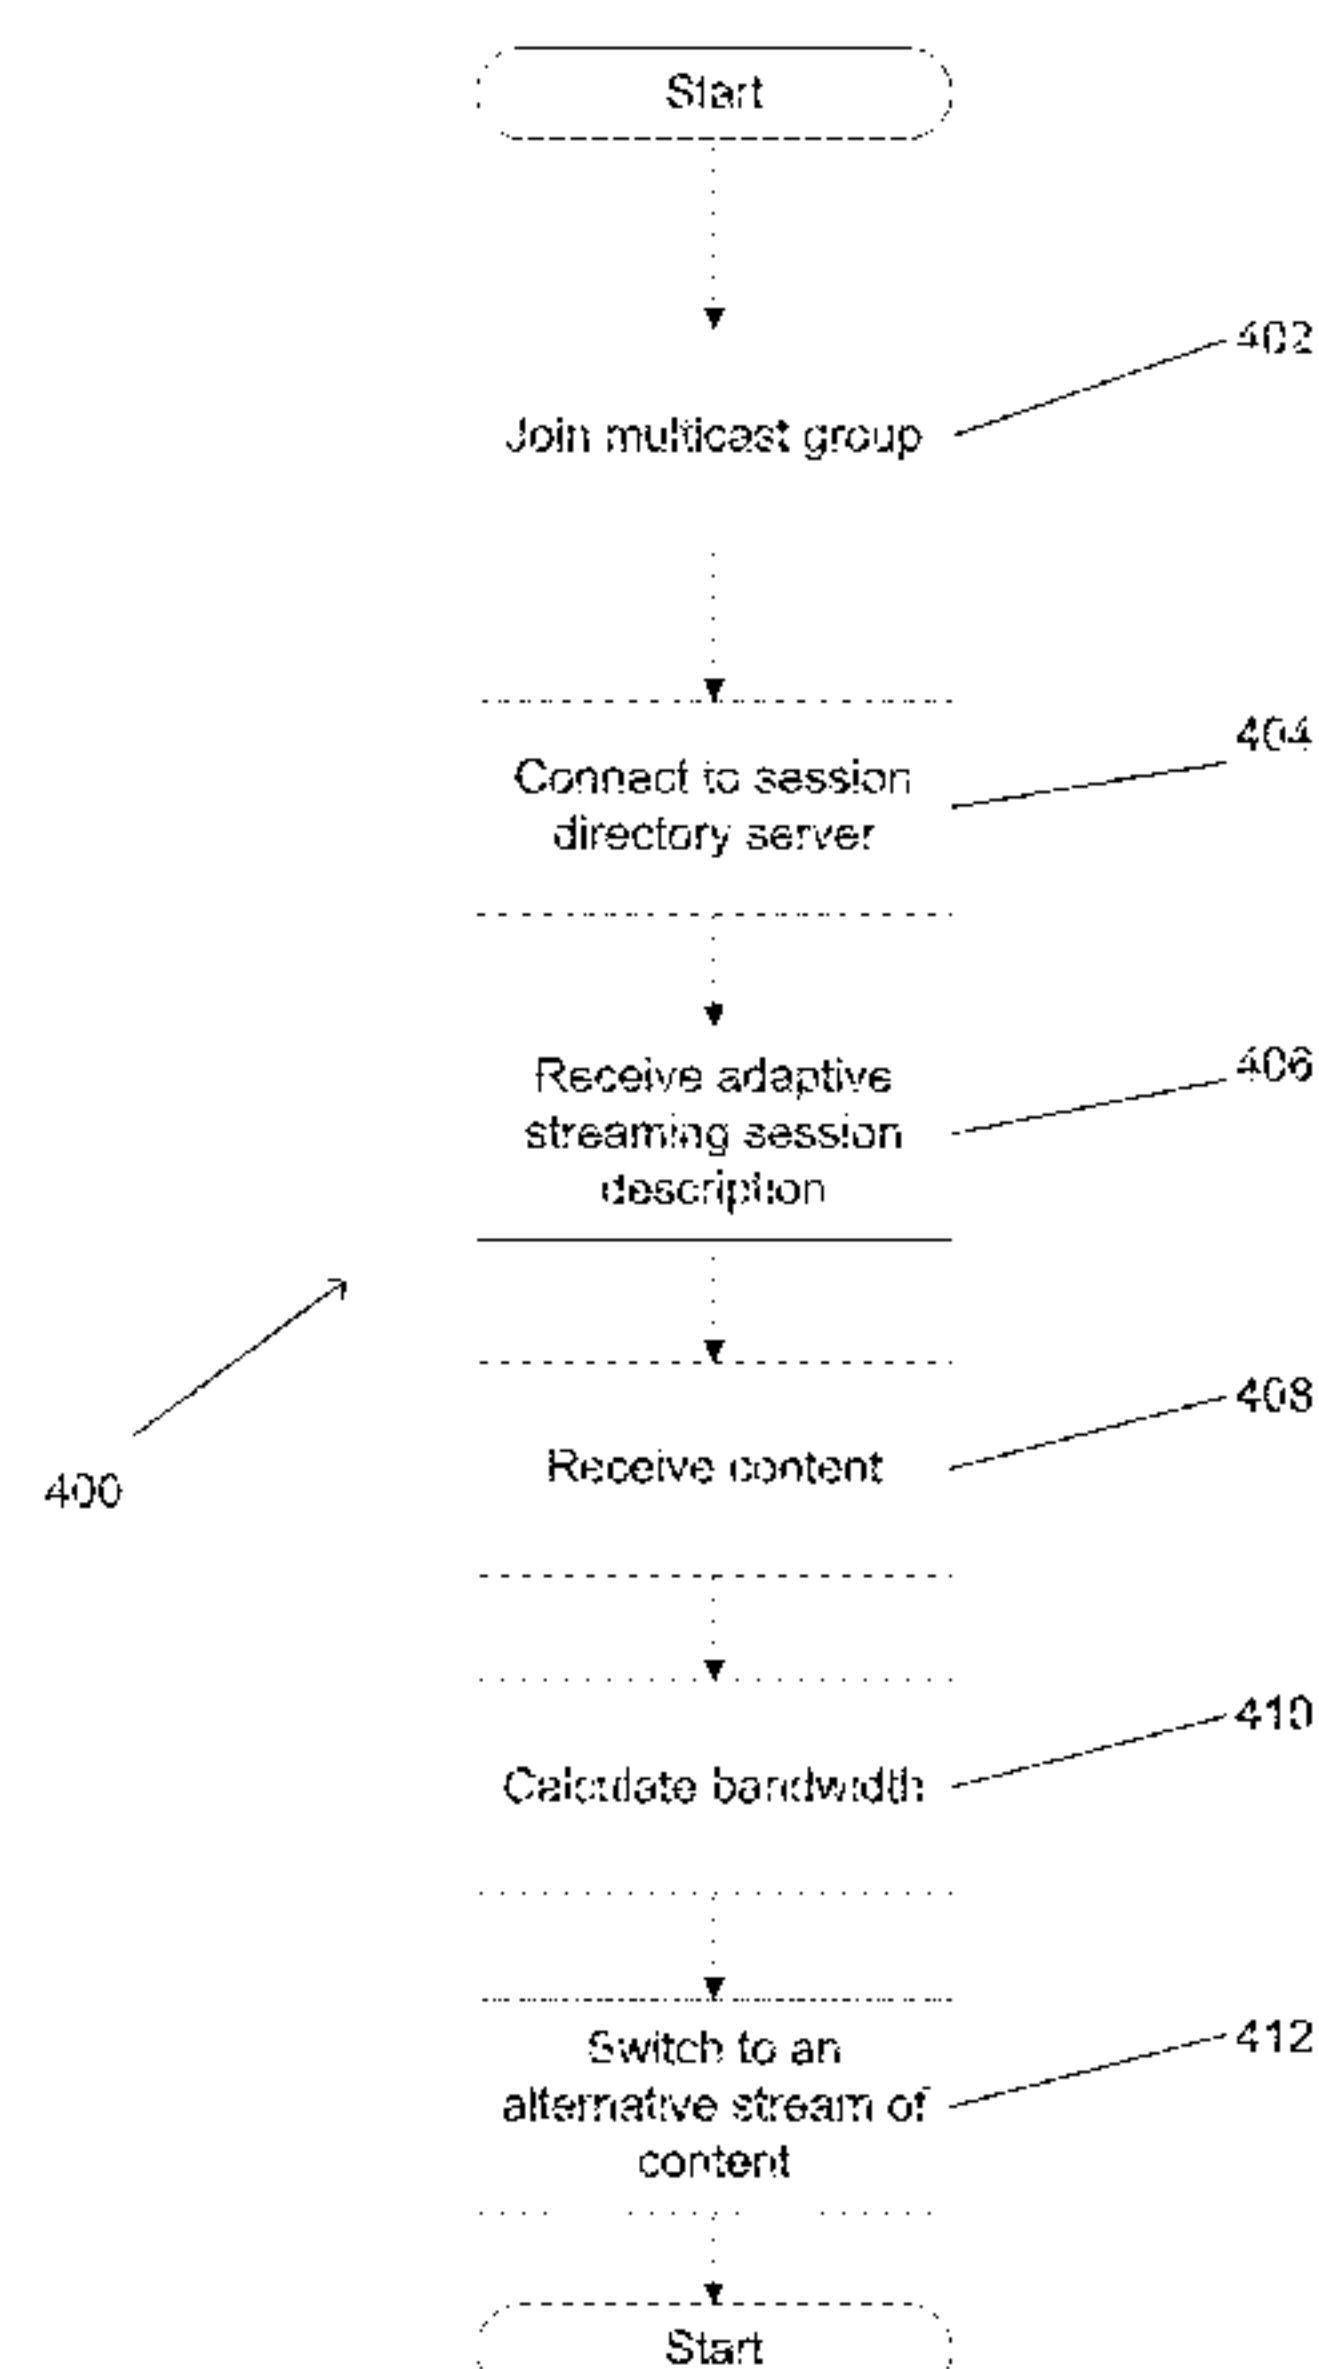 Start
402
Join multicast group
404
Connect to session
directory server
406
Receive adaptive
streaming session
description
408
Receive content
400
410
Calculate bandwidth
412
Switch to an
alternative stream of
content
Start